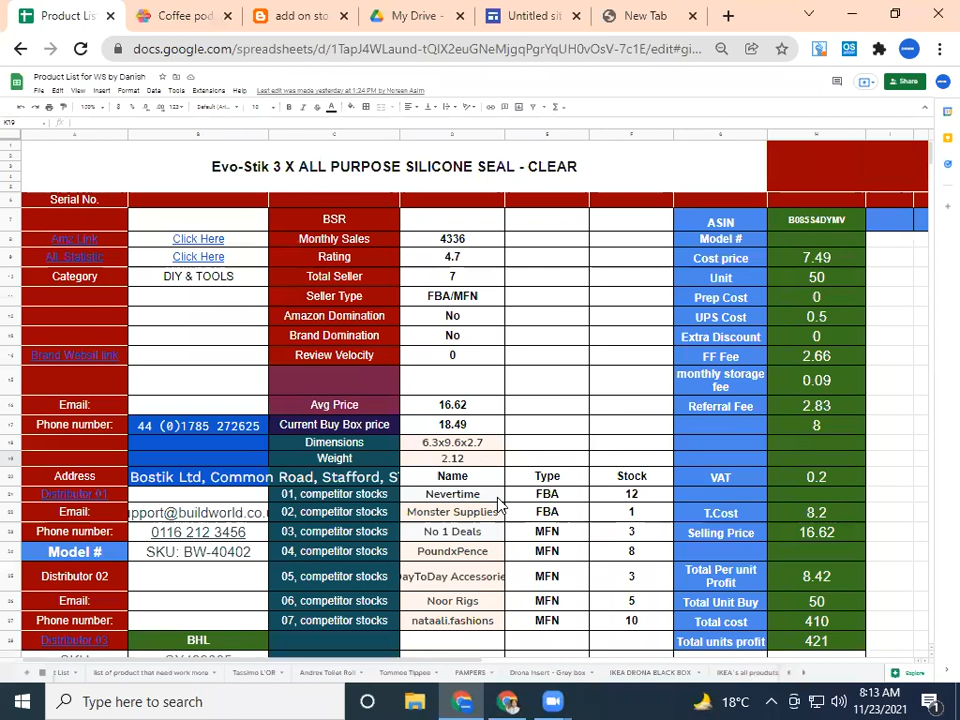 Product List
Coffee pod
add on sto
My Drive -
Untitled sit
New Tab
docs.google.com/spreadsheets/d/1TapJ4WLaund-tQIX2euGNeMjgqPgrYqUH0vOsV-7c1E/edit#gi...
Product List for WS by Danish
File Edit View Insert Format Data Tools Extensions Help Last edit was made yesterday at 1:24 PM by Noreen Asim
Share
100%
Default (Ari...
10
K19
A B C D E F G H I
Evo-Stik 3 X ALL PURPOSE SILICONE SEAL - CLEAR
Serial No.
BSR ASIN B085S4DYMV
Amz Link Click Here Monthly Sales 4336 Model #
All Statistic Click Here Rating 4.7 Cost price 7.49
Category DIY & TOOLS Total Seller 7 Unit 50
Seller Type FBA/MFN Prep Cost 0
Amazon Domination No UPS Cost 0.5
Brand Domination No Extra Discount 0
Brand Websit link Review Velocity 0 FF Fee 2.66
monthly storage fee 0.09
Email: Avg Price 16.62 Referral Fee 2.83
Phone number: 44 (0)1785 272625 Current Buy Box price 18.49 8
Dimensions 6.3x9.6x2.7
Weight 2.12
Address Bostik Ltd, Common Road, Stafford, S Name Type Stock VAT 0.2
Distributor 01 01, competitor stocks Nevertime FBA 12
Email: upport@buildworld.co.u 02, competitor stocks Monster Supplies FBA 1 T.Cost 8.2
Phone number: 0116 212 3456 03, competitor stocks No 1 Deals MFN 3 Selling Price 16.62
Model # SKU: BW-40402 04, competitor stocks PoundxPence MFN 8
Distributor 02 05, competitor stocks DayToDay Accessorie MFN 3 Total Per unit Profit 8.42
Email: 06, competitor stocks Noor Rigs MFN 5 Total Unit Buy 50
Phone number: 07, competitor stocks nataali.fashions MFN 10 Total cost 410
Distributor 03 BHL Total units profit 421
t List
list of product that need work more
Tassimo L'OR
Andrex Toilet Roll
Tommee Tippee
PAMPERS
Drona Insert - Grey box
IKEA DRONA BLACK BOX
IKEA`s all prouduts
Explore
Type here to search
18°C
8:13 AM
11/23/2021
1